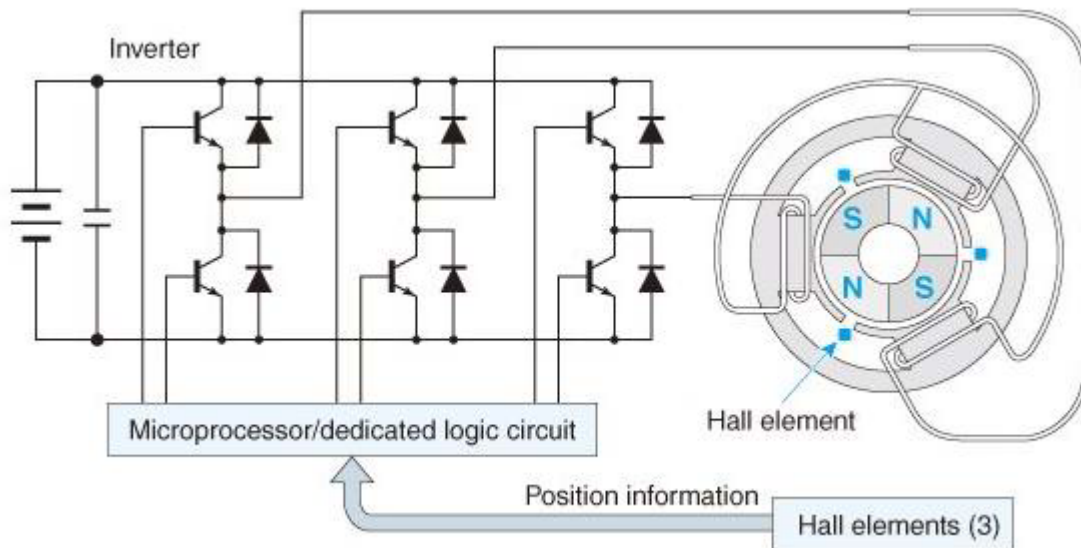 Inverter
S N
N S
Hall element
Microprocessor/dedicated logic circuit
Position information
Hall elements (3)